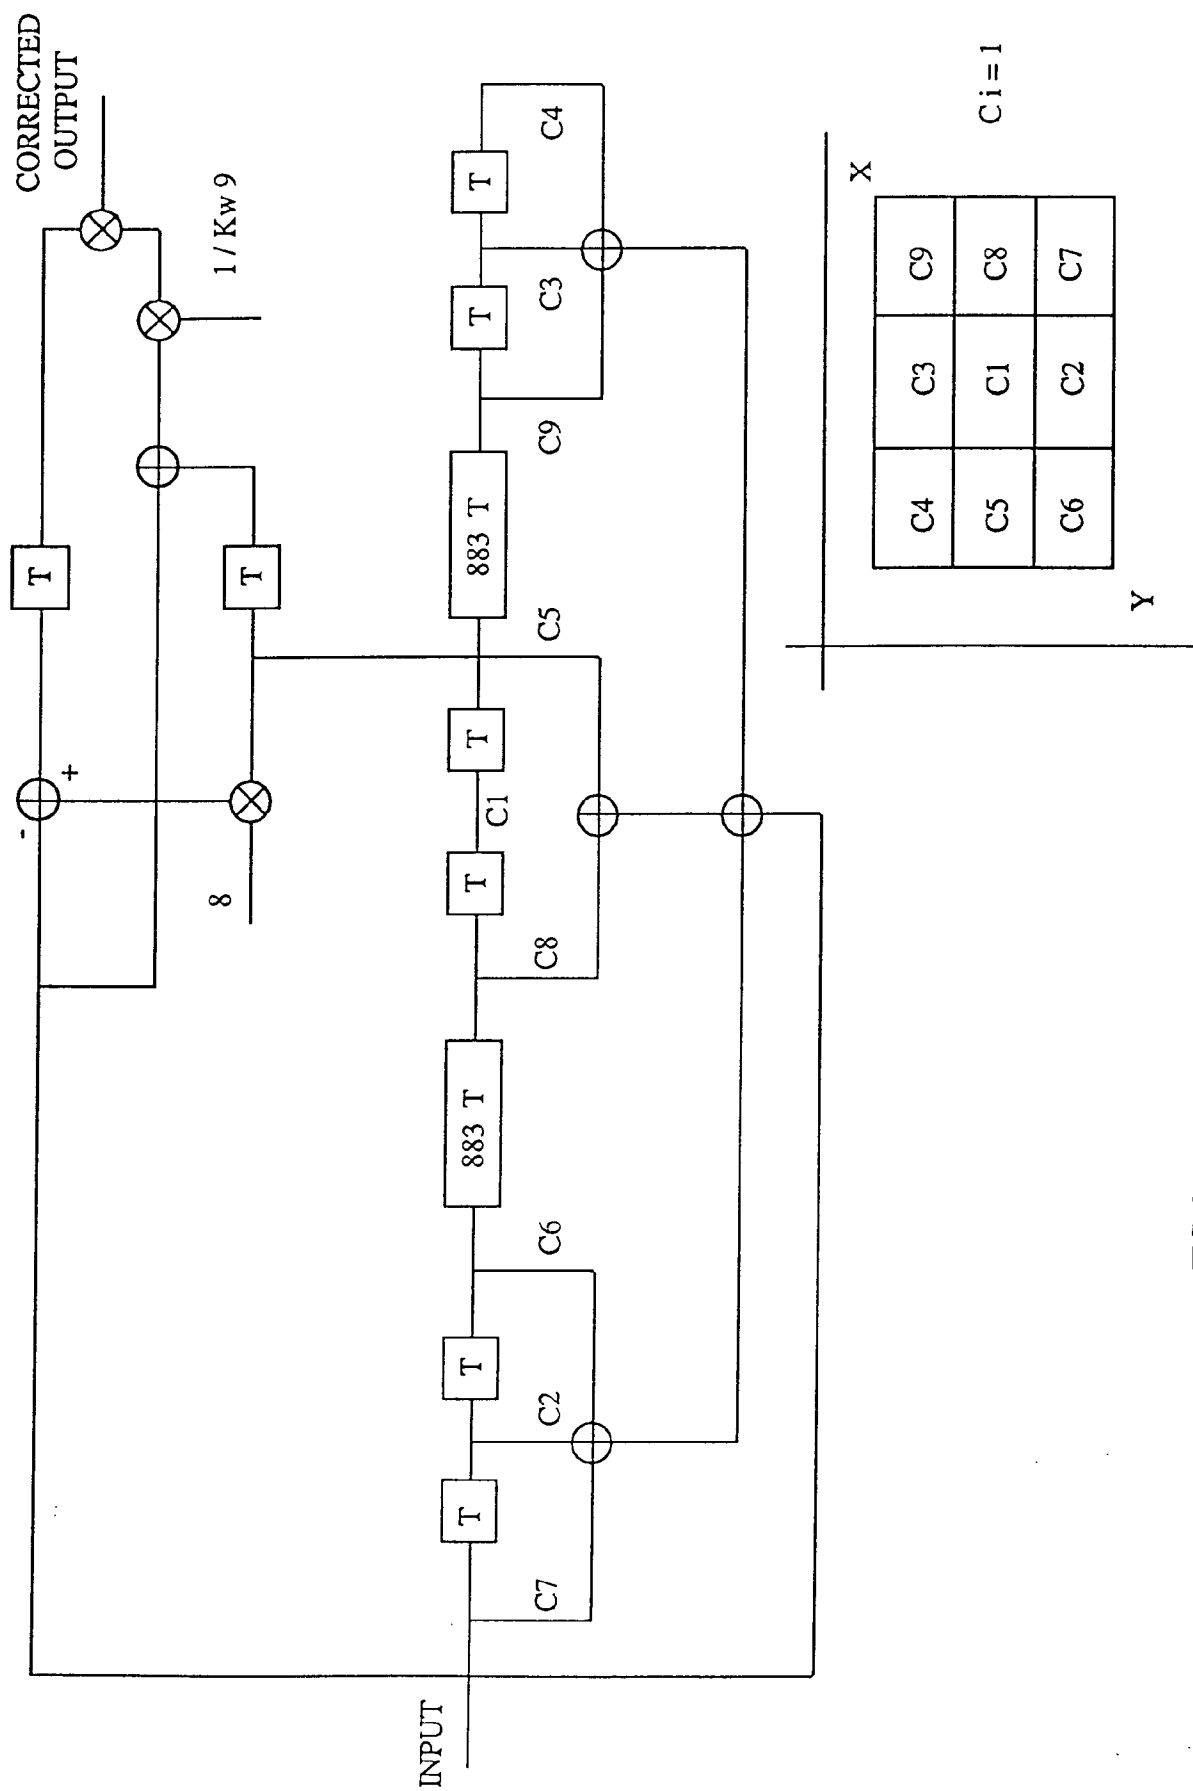 CORRECTED
OUTPUT
T
-
+
8
T
1 / Kw 9
INPUT
T
T
883 T
T
T
883 T
T
T
C7
C2
C6
C8
C1
C5
C9
C3
C4
X
Y
C4 C3 C9
C5 C1 C8
C6 C2 C7
Ci = 1